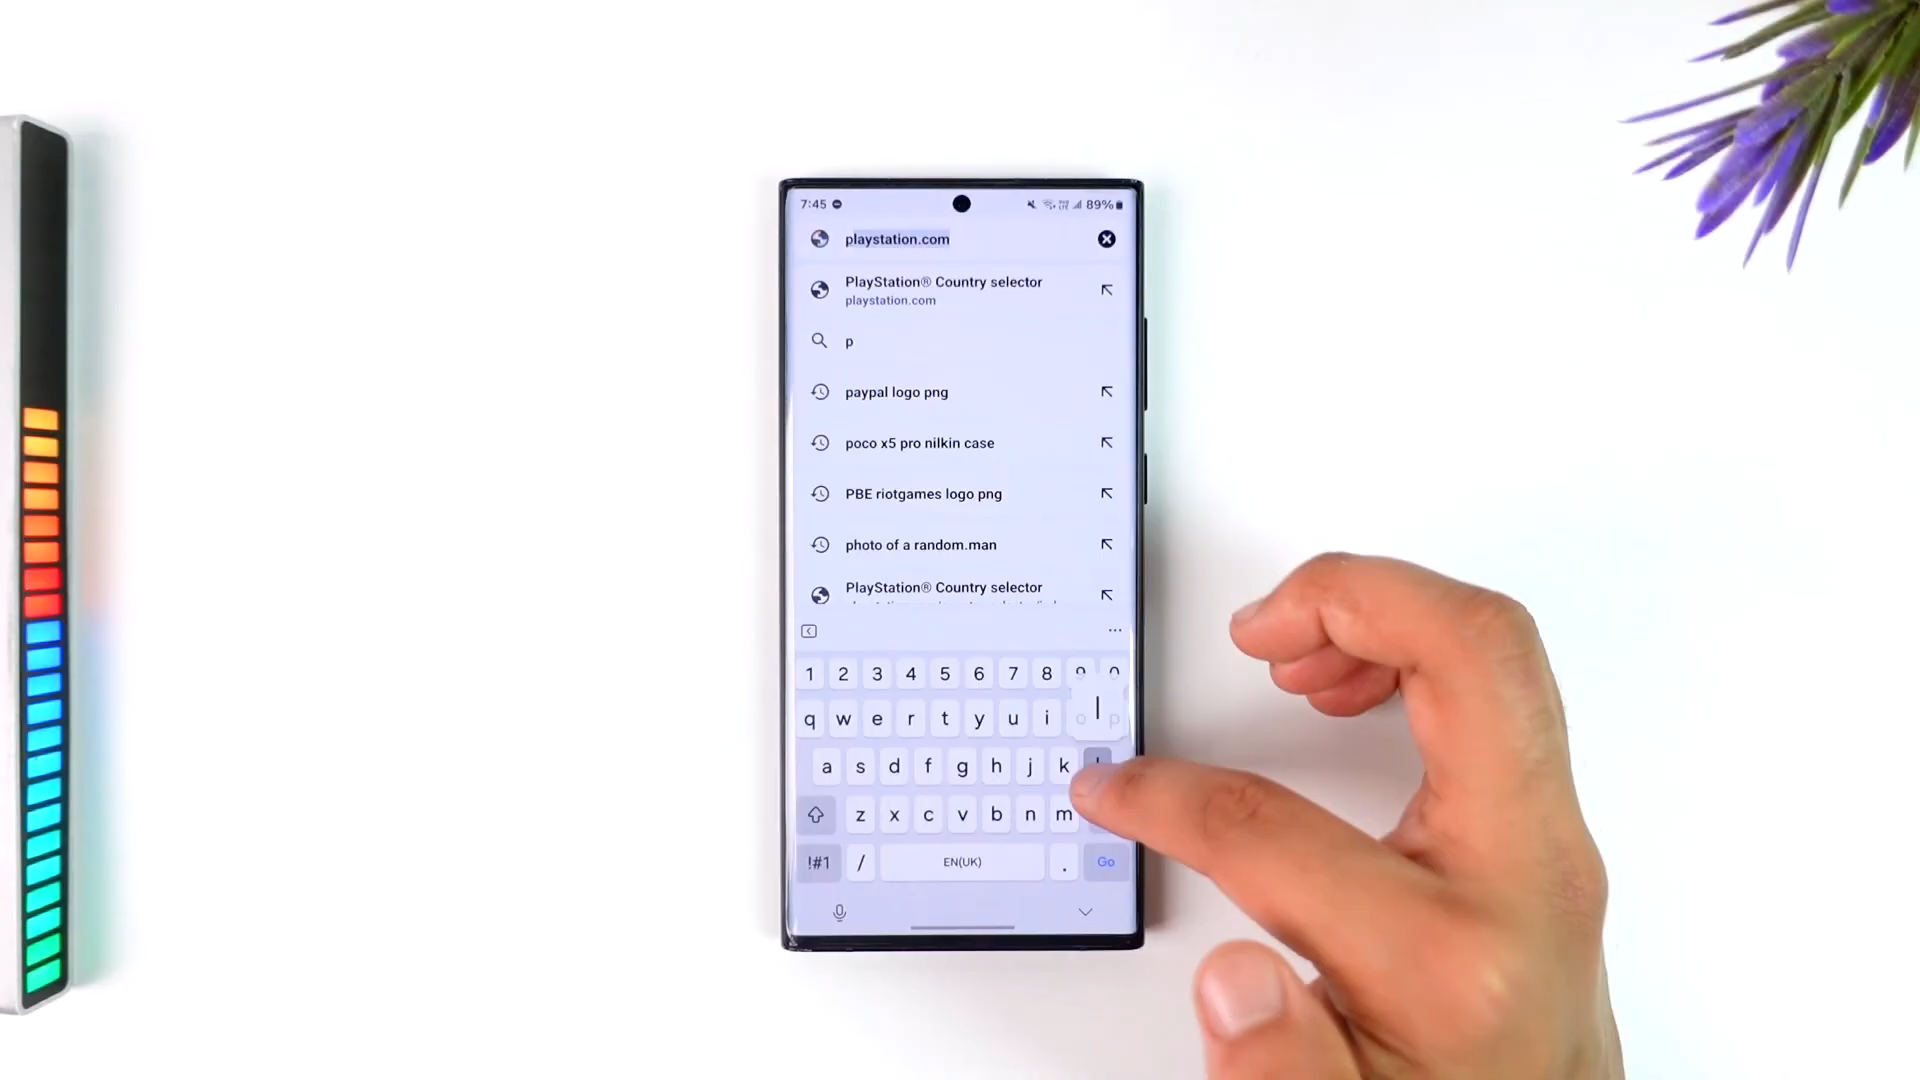 7:45 89%
playstation.com
PlayStation® Country selector
playstation.com
p
paypal logo png
poco x5 pro nilkin case
PBE riotgames logo png
photo of a random.man
PlayStation® Country selector
1 2 3 4 5 6 7 8 9 0
q w e r t y u i o p
l
a s d f g h j k
z x c v b n m
!#1 / EN(UK) . Go